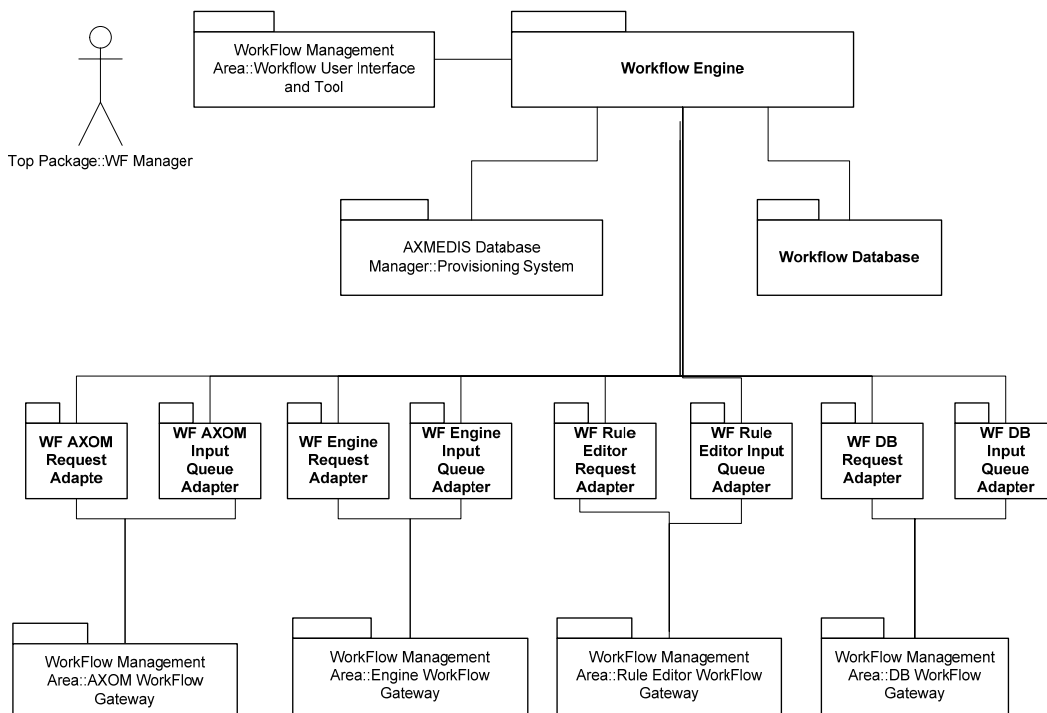 WorkFlow Management
Area::Workflow User Interface
and Tool
Workflow Engine
Top Package::WF Manager
AXMEDIS Database
Manager::Provisioning System
Workflow Database
WF AXOM
Request
Adapte
WF AXOM
Input
Queue
Adapter
WF Engine
Request
Adapter
WF Engine
Input
Queue
Adapter
WF Rule
Editor
Request
Adapter
WF Rule
Editor Input
Queue
Adapter
WF DB
Request
Adapter
WF DB
Input
Queue
Adapter
WorkFlow Management
Area::AXOM WorkFlow
Gateway
WorkFlow Management
Area::Engine WorkFlow
Gateway
WorkFlow Management
Area::Rule Editor WorkFlow
Gateway
WorkFlow Management
Area::DB WorkFlow
Gateway